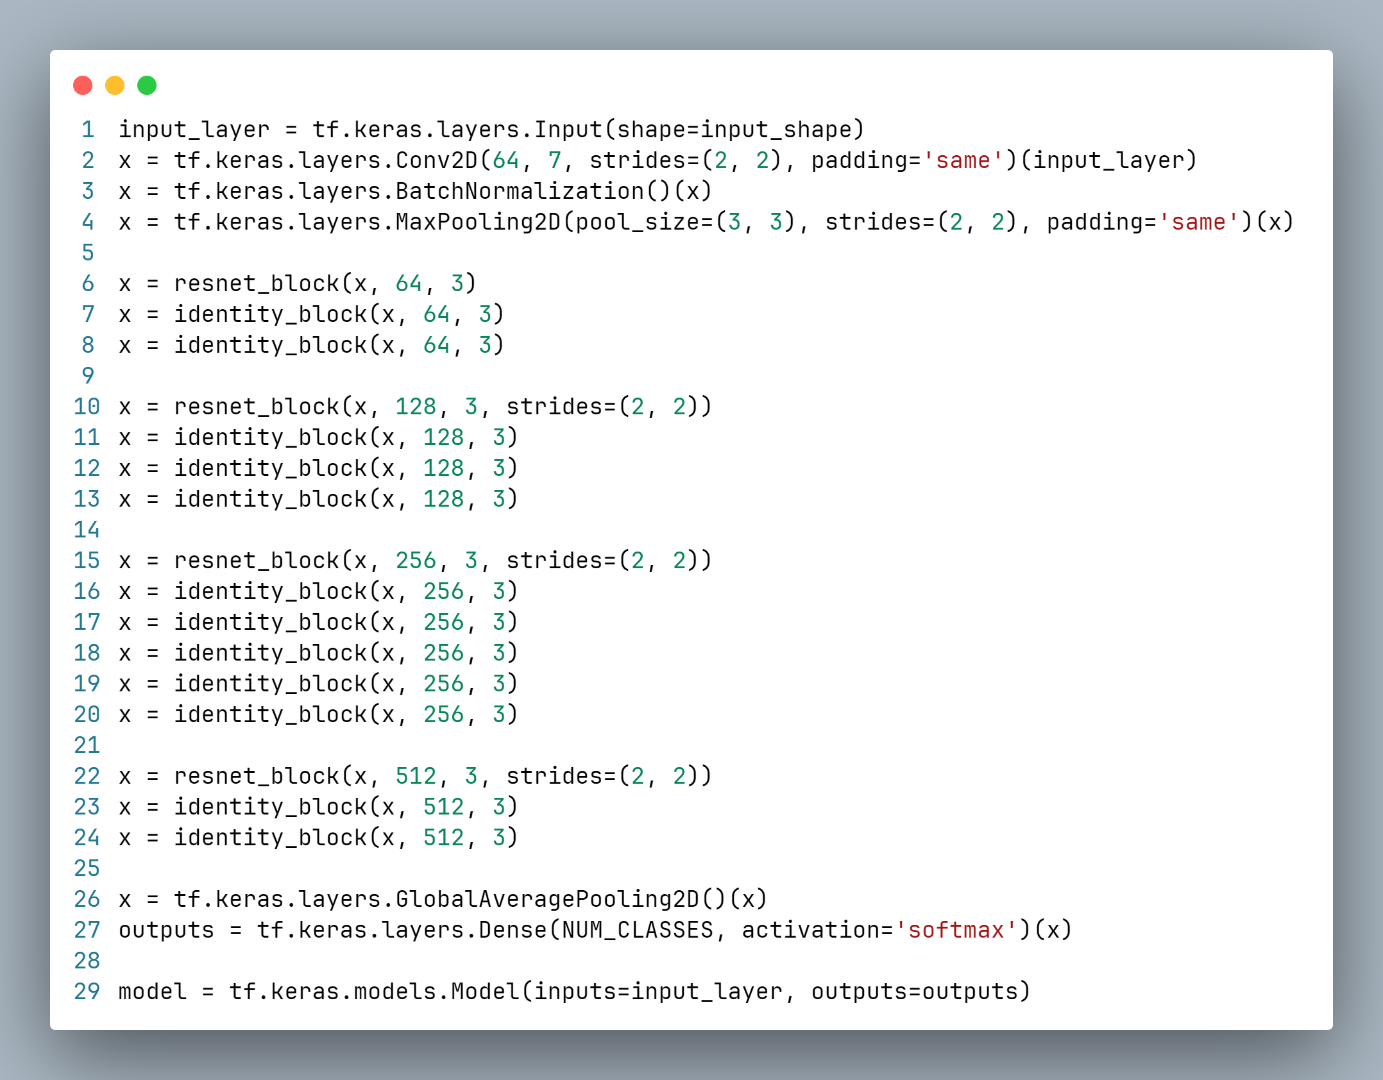 1 input_layer = tf.keras.layers.Input(shape=input_shape)
2 x = tf.keras.layers.Conv2D(64, 7, strides=(2, 2), padding='same')(input_layer)
3 x = tf.keras.layers.BatchNormalization()(x)
4 x = tf.keras.layers.MaxPooling2D(pool_size=(3, 3), strides=(2, 2), padding='same')(x)
5
6 x = resnet_block(x, 64, 3)
7 x = identity_block(x, 64, 3)
8 x = identity_block(x, 64, 3)
9
10 x = resnet_block(x, 128, 3, strides=(2, 2))
11 x = identity_block(x, 128, 3)
12 x = identity_block(x, 128, 3)
13 x = identity_block(x, 128, 3)
14
15 x = resnet_block(x, 256, 3, strides=(2, 2))
16 x = identity_block(x, 256, 3)
17 x = identity_block(x, 256, 3)
18 x = identity_block(x, 256, 3)
19 x = identity_block(x, 256, 3)
20 x = identity_block(x, 256, 3)
21
22 x = resnet_block(x, 512, 3, strides=(2, 2))
23 x = identity_block(x, 512, 3)
24 x = identity_block(x, 512, 3)
25
26 x = tf.keras.layers.GlobalAveragePooling2D()(x)
27 outputs = tf.keras.layers.Dense(NUM_CLASSES, activation='softmax')(x)
28
29 model = tf.keras.models.Model(inputs=input_layer, outputs=outputs)